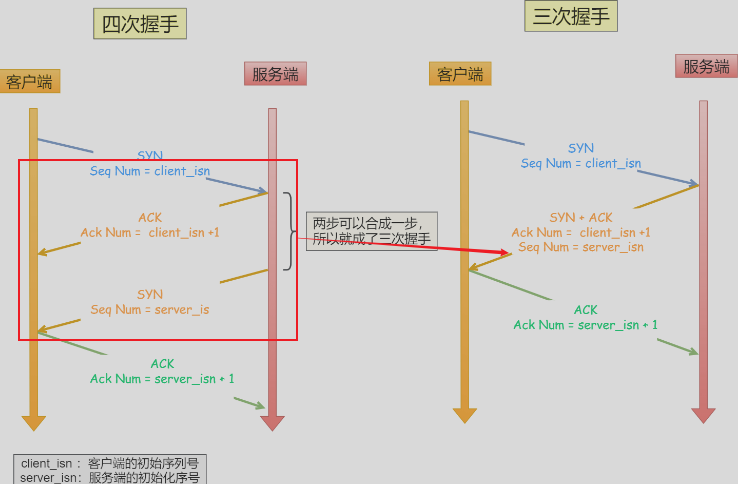 四次握手
客户端
服务端
SYN
Seq Num = client_isn
ACK
Ack Num = client_isn +1
SYN
Seq Num = server_is
ACK
Ack Num = server_isn + 1
两步可以合成一步，
所以就成了三次握手
三次握手
客户端
服务端
SYN
Seq Num = client_isn
SYN + ACK
Ack Num = client_isn +1
Seq Num = server_isn
ACK
Ack Num = server_isn + 1
client_isn ：客户端的初始序列号
server_isn：服务端的初始化序号